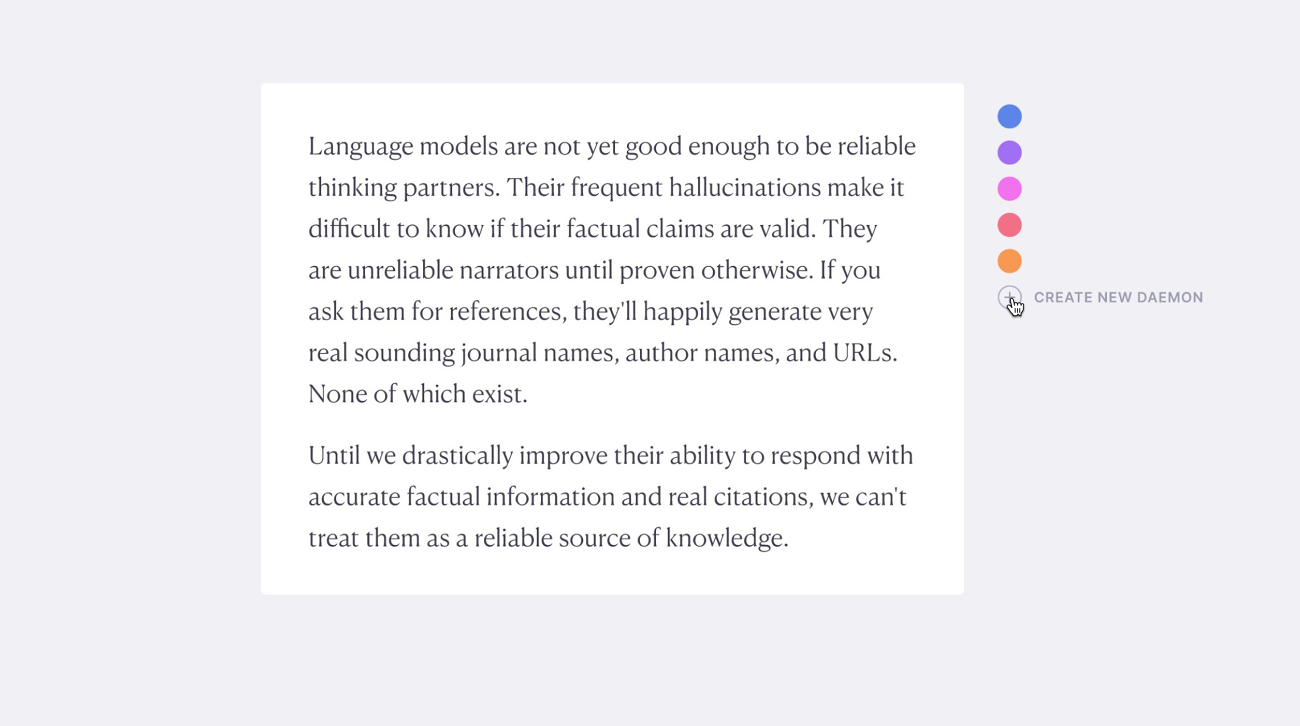 Language models are not yet good enough to be reliable
thinking partners. Their frequent hallucinations make it
difficult to know if their factual claims are valid. They
are unreliable narrators until proven otherwise. If you
ask them for references, they'll happily generate very
real sounding journal names, author names, and URLs.
None of which exist.
Until we drastically improve their ability to respond with
accurate factual information and real citations, we can't
treat them as a reliable source of knowledge.
CREATE NEW DAEMON